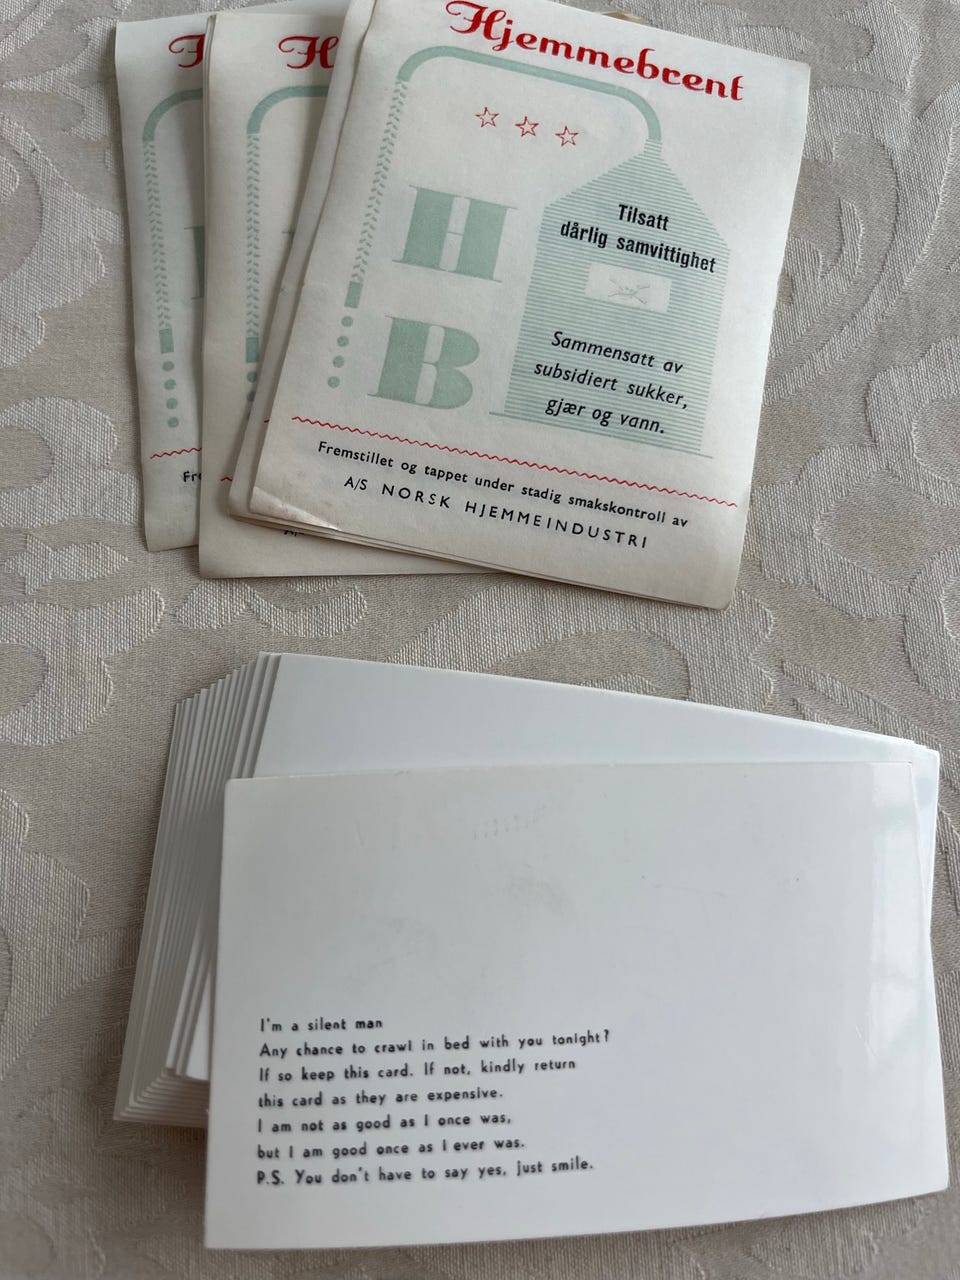 Hjemmebrent
H
B
Tilsatt
dårlig samvittighet
Sammensatt av
subsidiert sukker,
gjær og vann.
Fremstillet og tappet under stadig smakskontroll av
A/S NORSK HJEMMEINDUSTRI
H
H
Fre
A/
I'm a silent man
Any chance to crawl in bed with you tonight?
If so keep this card. If not, kindly return
this card as they are expensive.
I am not as good as I once was,
but I am good once as I ever was.
P.S. You don't have to say yes, just smile.